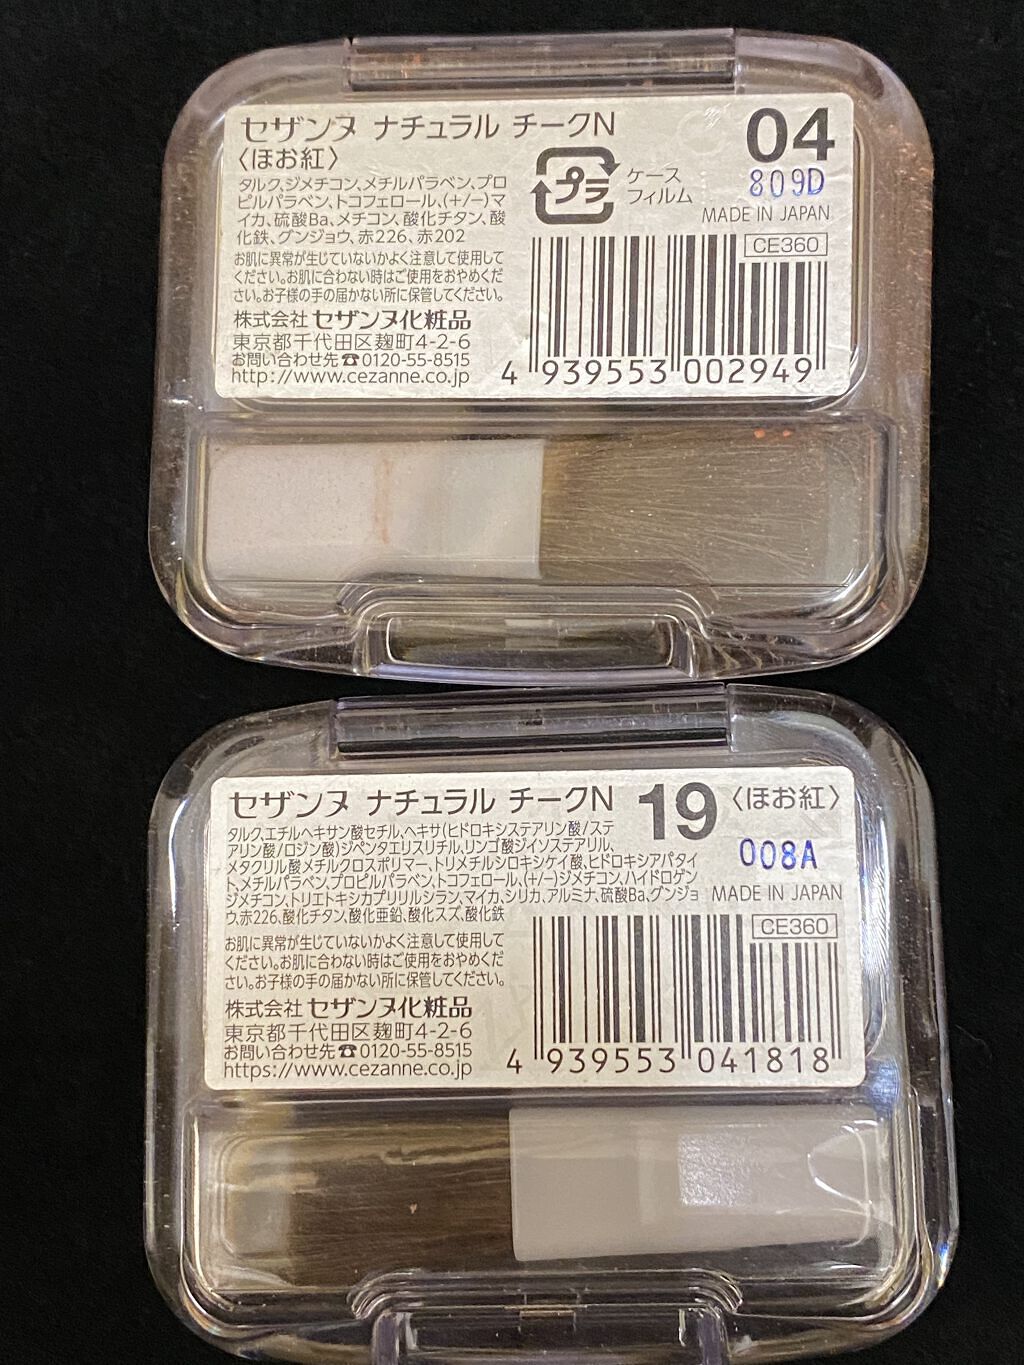 セザンヌ ナチュラル チークN
〈ほお紅〉
04
809D
MADE IN JAPAN
CE360
プラ
ケース
フィルム
タルク、ジメチコン、メチルパラベン、プロ
ピルパラベン、トコフェロール、(+/−)マ
イカ、硫酸Ba、メチコン、酸化チタン、酸
化鉄、グンジョウ、赤226、赤202
お肌に異常が生じていないかよく注意して使用して
ください。お肌に合わない時はご使用をおやめくだ
さい。お子様の手の届かない所に保管してください。
株式会社 セザンヌ化粧品
東京都千代田区麹町4-2-6
お問い合わせ先☎0120-55-8515
http://www.cezanne.co.jp
4 939553 002949
セザンヌ ナチュラル チークN 19 〈ほお紅〉
008A
MADE IN JAPAN
CE360
タルク、エチルヘキサン酸セチル、ヘキサ(ヒドロキシステアリン酸/ステ
アリン酸/ロジン酸)ジペンタエリスリチル、リンゴ酸ジイソステアリル、
メタクリル酸メチルクロスポリマー、トリメチルシロキシケイ酸、ヒドロキシアパタイ
ト、メチルパラベン、プロピルパラベン、トコフェロール、(+/−)ジメチコン、ハイドロゲン
ジメチコン、トリエトキシカプリリルシラン、マイカ、シリカ、アルミナ、硫酸Ba、グンジョ
ウ、赤226、酸化チタン、酸化亜鉛、酸化スズ、酸化鉄
お肌に異常が生じていないかよく注意して使用して
ください。お肌に合わない時はご使用をおやめくだ
さい。お子様の手の届かない所に保管してください。
株式会社 セザンヌ化粧品
東京都千代田区麹町4-2-6
お問い合わせ先☎0120-55-8515
https://www.cezanne.co.jp
4 939553 041818